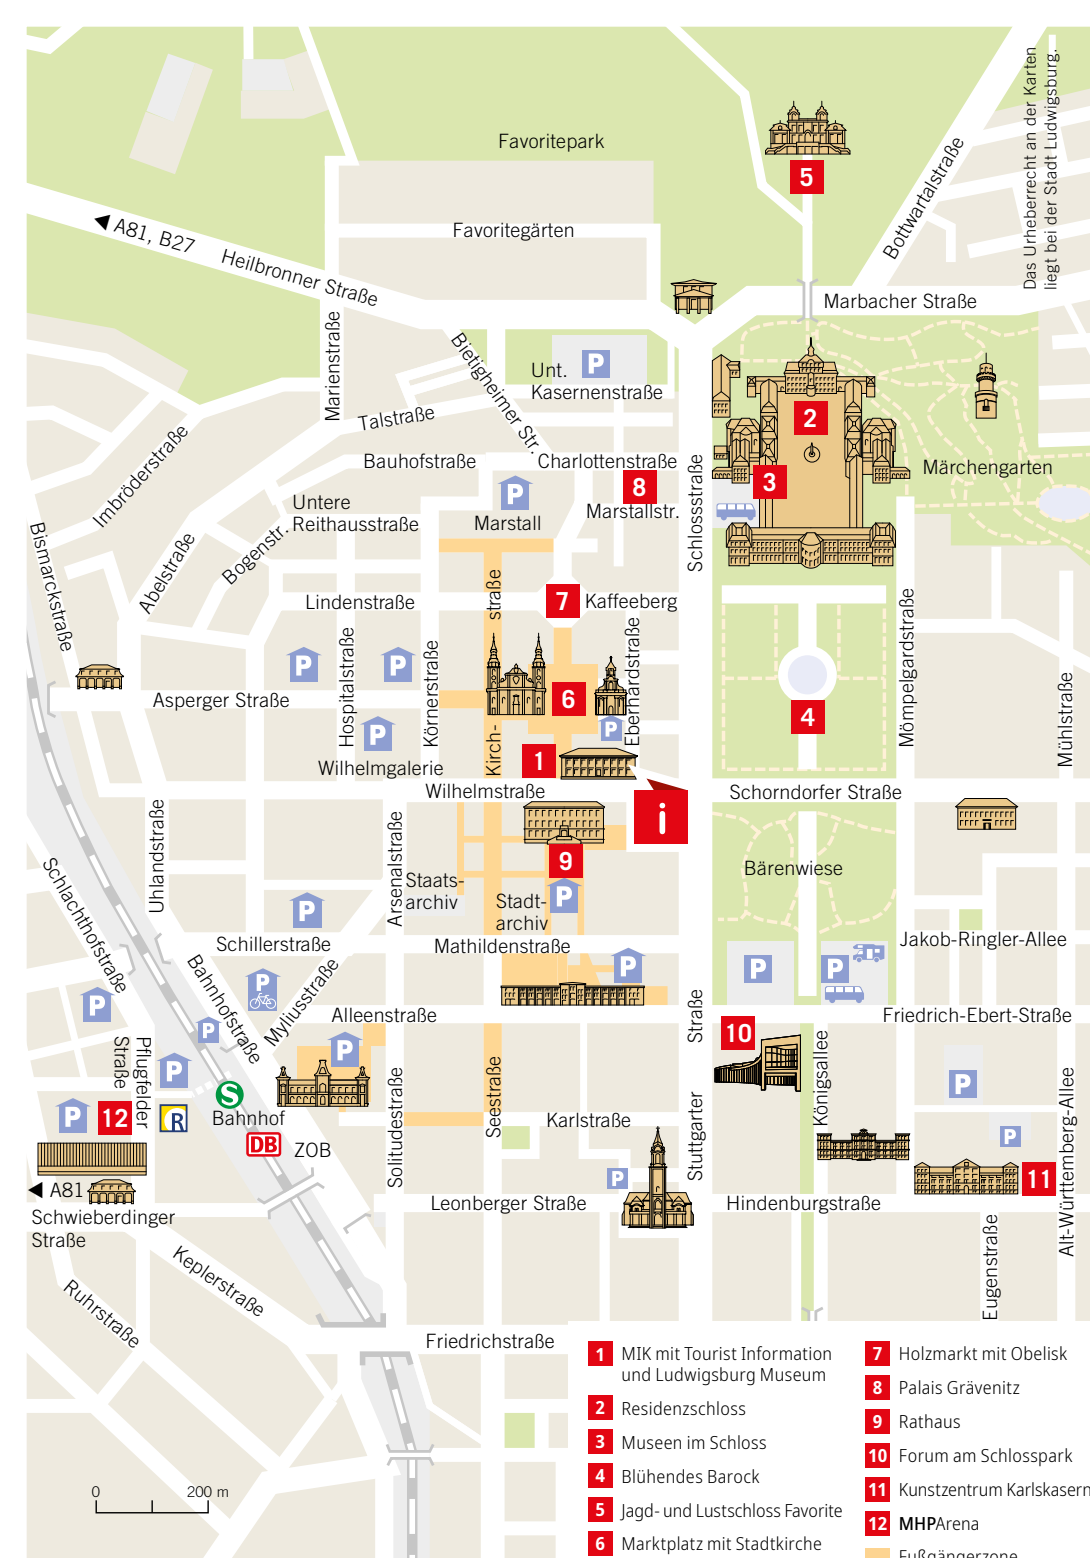 Das Urheberrecht an der Karten
liegt bei der Stadt Ludwigsburg.
Favoritepark
5
Bottwartalstraße
A81, B27
Favoritegärten
Heilbronner Straße
Marbacher Straße
Marienstraße
Bietigheimer Str.
P
Unt.
Kasernenstraße
2
Talstraße
Imbröderstraße
Bauhofstraße
Charlottenstraße
Schlossstraße
Märchengarten
3
8
P
Untere
Reithausstraße
Marstall
Marstallstr.
Bismarckstraße
Abelstraße
Bogenstr.
straße
Lindenstraße
7
Kaffeeberg
Mömpelgardstraße
Hospitalstraße
Körnerstraße
Eberhardstraße
P
P
Asperger Straße
6
4
Mühlstraße
P
P
Kirch-
1
Wilhelmgalerie
Wilhelmstraße
i
Schorndorfer Straße
Uhlandstraße
Arsenalstraße
9
Bärenwiese
Schlachthofstraße
Staats-
archiv
Stadt-
archiv
P
P
Schillerstraße
Mathildenstraße
Jakob-Ringler-Allee
Bahnhofstraße
Myliusstraße
P
P
P
P
P
Alleenstraße
Straße
Friedrich-Ebert-Straße
P
10
Pflugfelder
Straße
P
P
Königsallee
Seestraße
Solitudestraße
P
Alt-Württemberg-Allee
S
P
12
R
Bahnhof
Karlstraße
Stuttgarter
P
DB
ZOB
P
11
A81
Schwieberdinger
Straße
Leonberger Straße
Hindenburgstraße
Eugenstraße
Keplerstraße
Ruhrstraße
Friedrichstraße
0
200 m
1 MIK mit Tourist Information
und Ludwigsburg Museum
2 Residenzschloss
3 Museen im Schloss
4 Blühendes Barock
5 Jagd- und Lustschloss Favorite
6 Marktplatz mit Stadtkirche
7 Holzmarkt mit Obelisk
8 Palais Grävenitz
9 Rathaus
10 Forum am Schlosspark
11 Kunstzentrum Karlskasern
12 MHPArena
Fußgängerzone